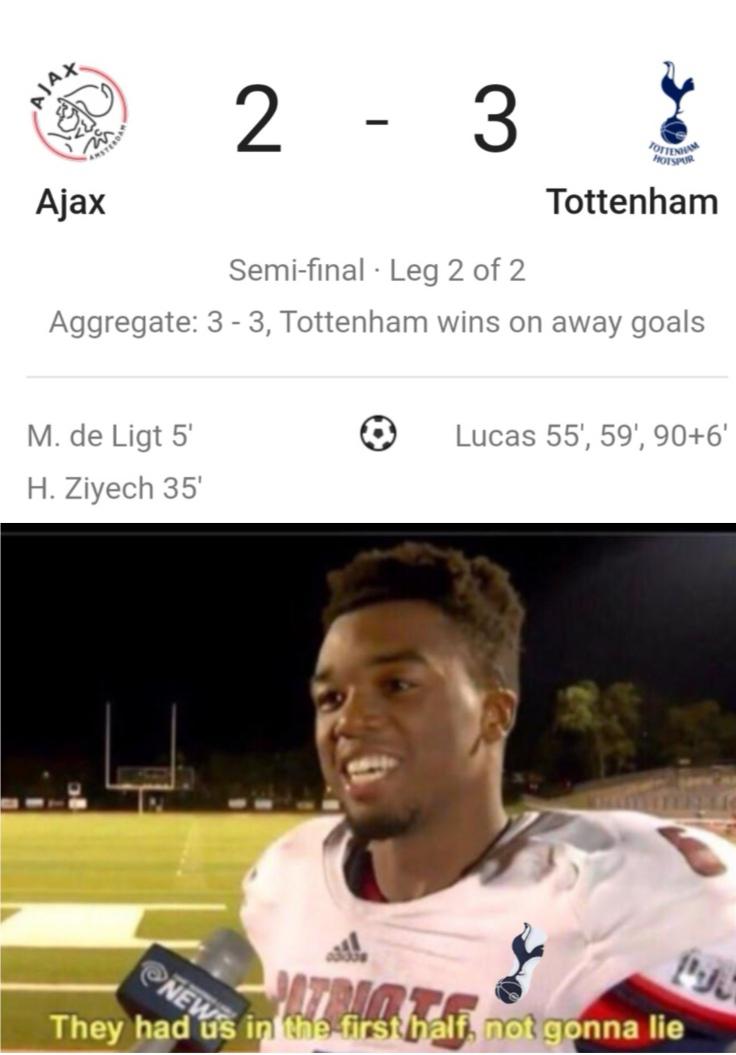 AJAX
AMSTERDAM
2 - 3
TOTTENHAM
HOTSPUR
Ajax
Tottenham
Semi-final · Leg 2 of 2
Aggregate: 3 - 3, Tottenham wins on away goals
M. de Ligt 5'
Lucas 55', 59', 90+6'
H. Ziyech 35'
adidas
NEWS
PATRIOTS
They had us in the first half, not gonna lie